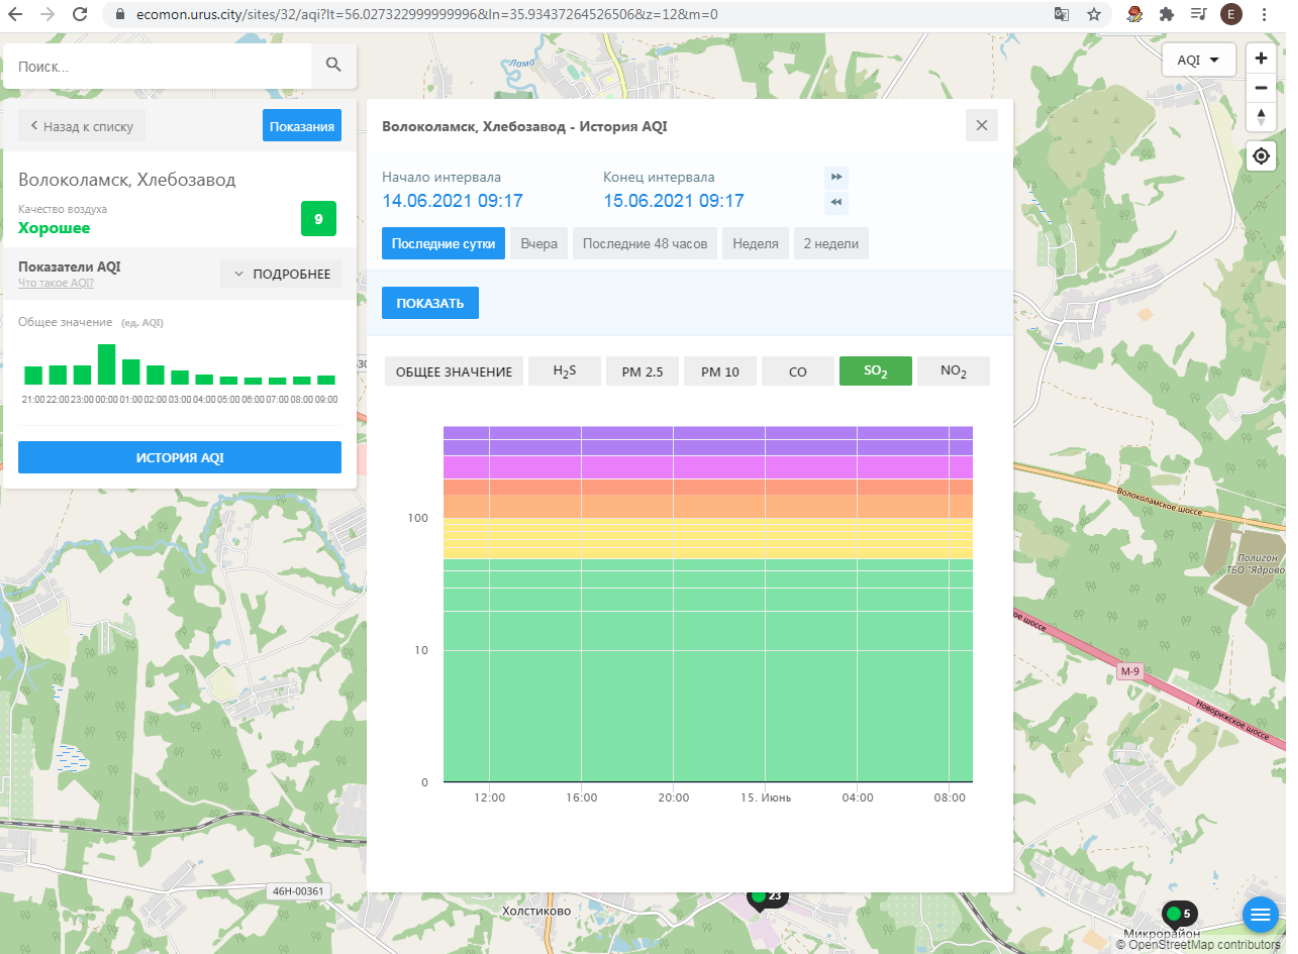 ecomon.urus.city/sites/32/aqi?lt=56.027322999999996&ln=35.93437264526506&z=12&m=0
E
Поиск...
AQI
Лама
Назад к списку
Показания
Волоколамск, Хлебозавод - История AQI
Волоколамск, Хлебозавод
Качество воздуха
Хорошее
9
Начало интервала
Конец интервала
14.06.2021 09:17
15.06.2021 09:17
Последние сутки
Вчера
Последние 48 часов
Неделя
2 недели
Показатели AQI
Что такое AQI?
ПОДРОБНЕЕ
ПОКАЗАТЬ
Общее значение (ед. AQI)
21:00 22:00 23:00 00:00 01:00 02:00 03:00 04:00 05:00 06:00 07:00 08:00 09:00
ОБЩЕЕ ЗНАЧЕНИЕ
H2S
PM 2.5
PM 10
CO
SO2
NO2
ИСТОРИЯ AQI
100
10
0
12:00
16:00
20:00
15. Июнь
04:00
08:00
Волоколамское шоссе
Полигон
ТБО "Ядрово
ое шоссе
М-9
Новорижское шоссе
46Н-00361
Холстиково
23
5
Микрорайон
© OpenStreetMap contributors